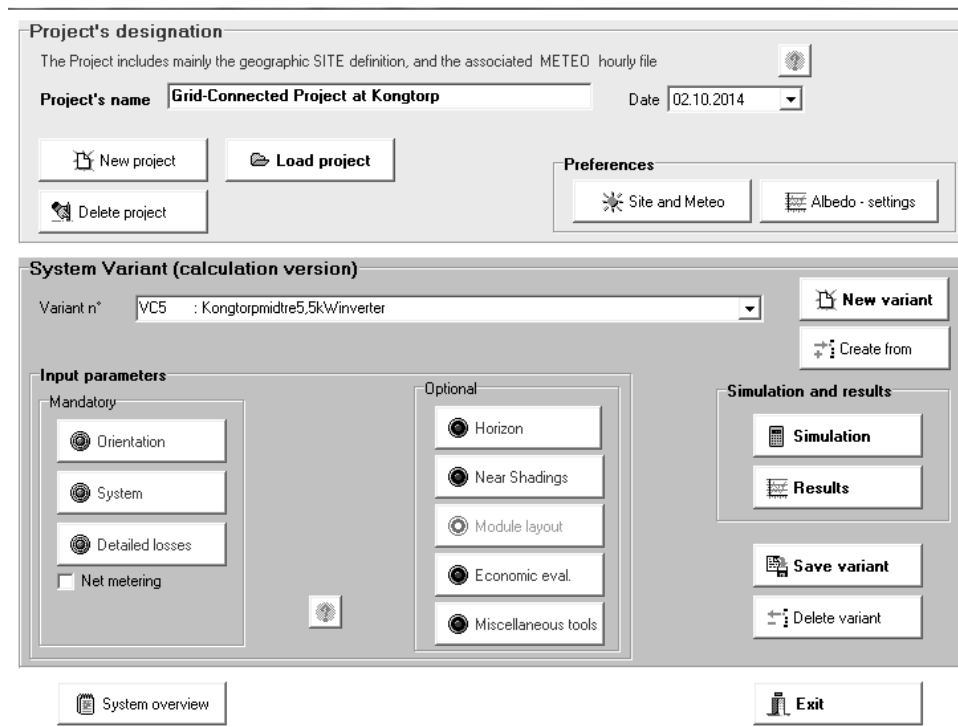 Project's designation
The Project includes mainly the geographic SITE definition, and the associated METEO hourly file
Project's name Grid-Connected Project at Kongtorp Date 02.10.2014
New project Load project
Preferences
Delete project Site and Meteo Albedo - settings
System Variant (calculation version)
Variant n° VC5 : Kongtorpmidtre5,5kWinverter New variant
Create from
Input parameters
Mandatory Optional Simulation and results
Orientation Horizon Simulation
System Near Shadings Results
Detailed losses Module layout
Net metering Economic eval. Save variant
? Miscellaneous tools Delete variant
System overview Exit